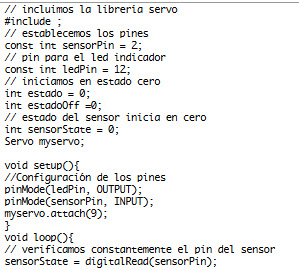 // incluimos la libreria servo
#include ;
// establecemos los pines
const int sensorPin = 2;
// pin para el led indicador
const int ledPin = 12;
// iniciamos en estado cero
int estado = 0;
int estadoOff =0;
// estado del sensor inicia en cero
int sensorState = 0;
Servo myservo;

void setup(){
//Configuración de los pines
pinMode(ledPin, OUTPUT);
pinMode(sensorPin, INPUT);
myservo.attach(9);
}
void loop(){
// verificamos constantemente el pin del sensor
sensorState = digitalRead(sensorPin);